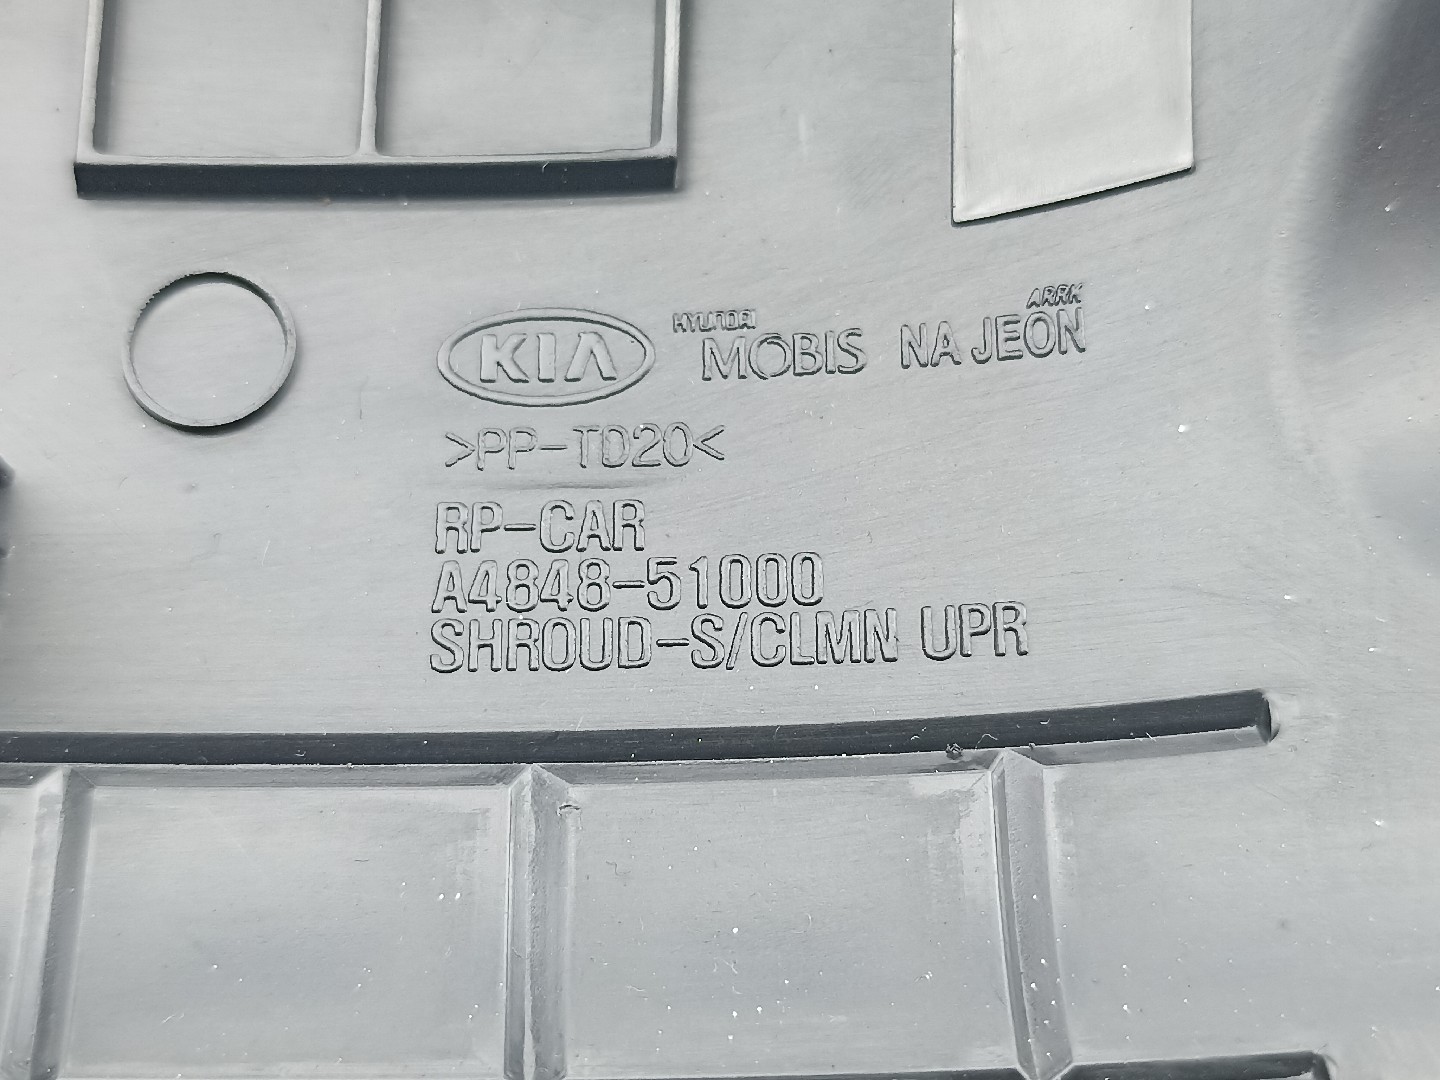 KIA HYUNDAI MOBIS ARRK NA JEON
>PP-TD20<
RP-CAR
A4848-51000
SHROUD-S/CLMN UPR